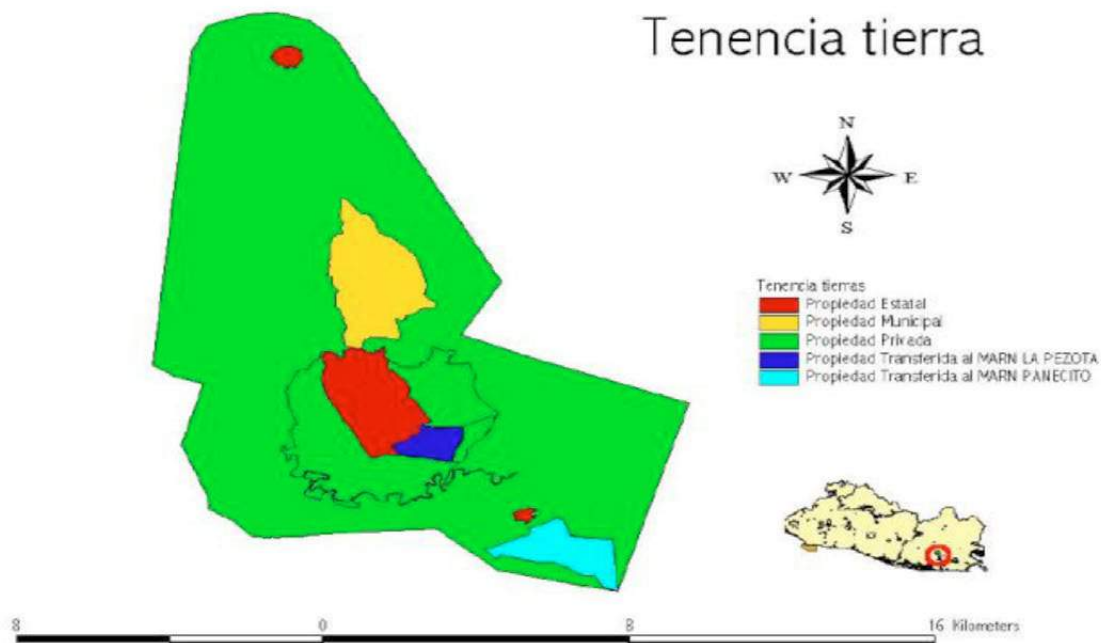 Tenencia tierra
N
W E
S
Tenencia tierras
Propiedad Estatal
Propiedad Municipal
Propiedad Privada
Propiedad Transferida al MARN LA PEZOTA
Propiedad Transferida al MARN PANECITO
8 0 8 16 Kilometers